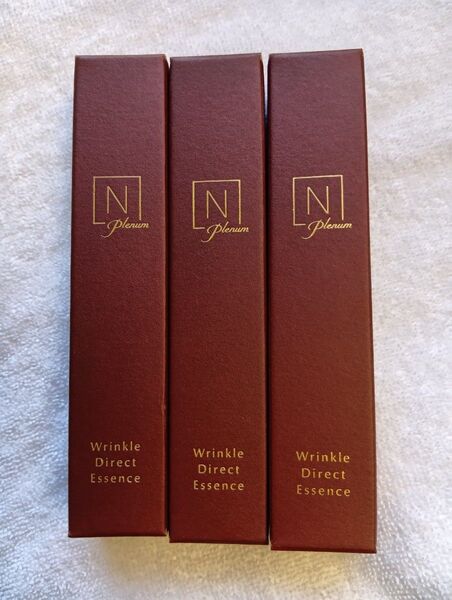 N
Plenum
Wrinkle
Direct
Essence
N
Plenum
Wrinkle
Direct
Essence
N
Plenum
Wrinkle
Direct
Essence